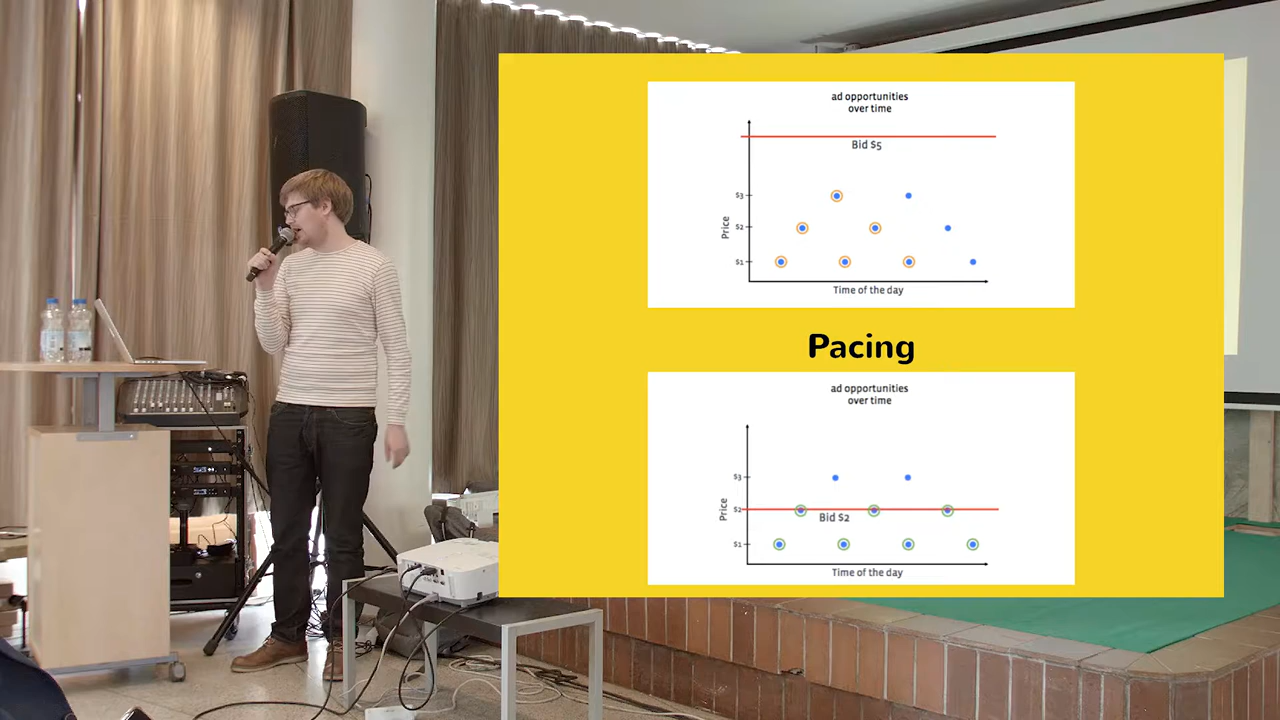 ad opportunities
over time
Bid $5
$3
$2
$1
Price
Time of the day
Pacing
ad opportunities
over time
$3
$2
Bid $2
$1
Price
Time of the day